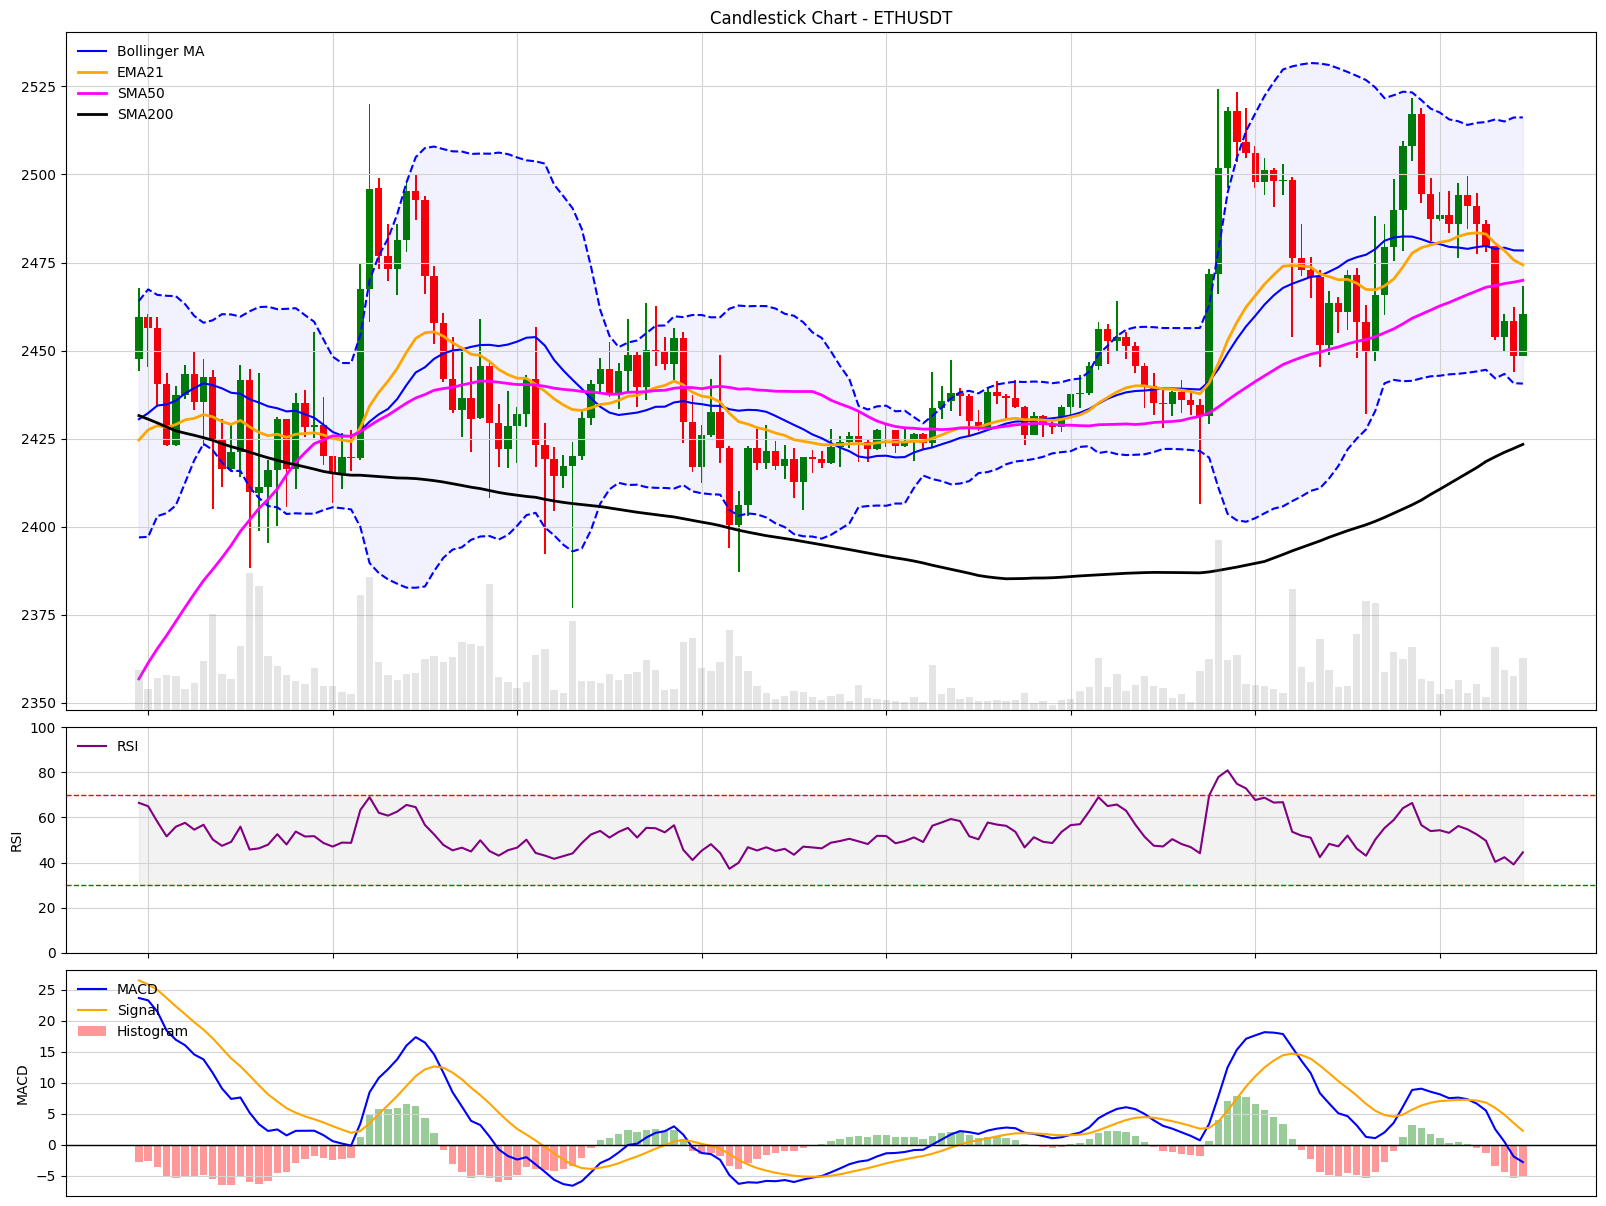 Candlestick Chart - ETHUSDT
Bollinger MA
EMA21
SMA50
SMA200
2525
2500
2475
2450
2425
2400
2375
2350
RSI
100
80
60
40
20
0
RSI
MACD
Signal
Histogram
25
20
15
10
5
0
−5
MACD